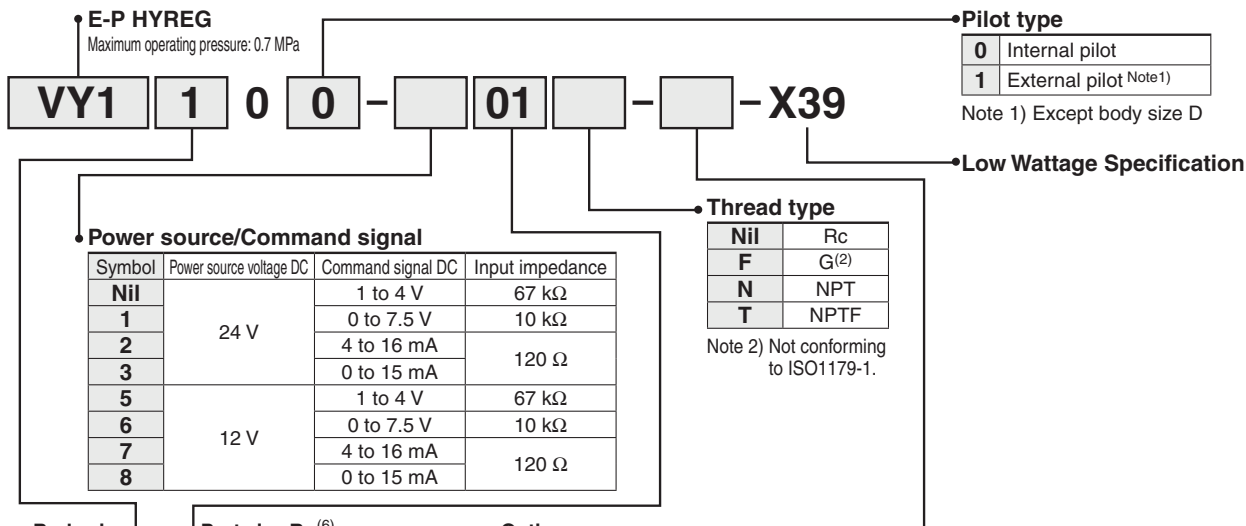 E-P HYREG
Maximum operating pressure: 0.7 MPa
VY1 1 0 0 – 01 – – X39
Pilot type
0 Internal pilot
1 External pilot Note1)
Note 1) Except body size D
Low Wattage Specification
Thread type
Nil Rc
F G(2)
N NPT
T NPTF
Note 2) Not conforming
to ISO1179-1.
Power source/Command signal
Symbol Power source voltage DC Command signal DC Input impedance
Nil 24 V 1 to 4 V 67 kΩ
1 0 to 7.5 V 10 kΩ
2 4 to 16 mA 120 Ω
3 0 to 15 mA
5 12 V 1 to 4 V 67 kΩ
6 0 to 7.5 V 10 kΩ
7 4 to 16 mA 120 Ω
8 0 to 15 mA
(6)